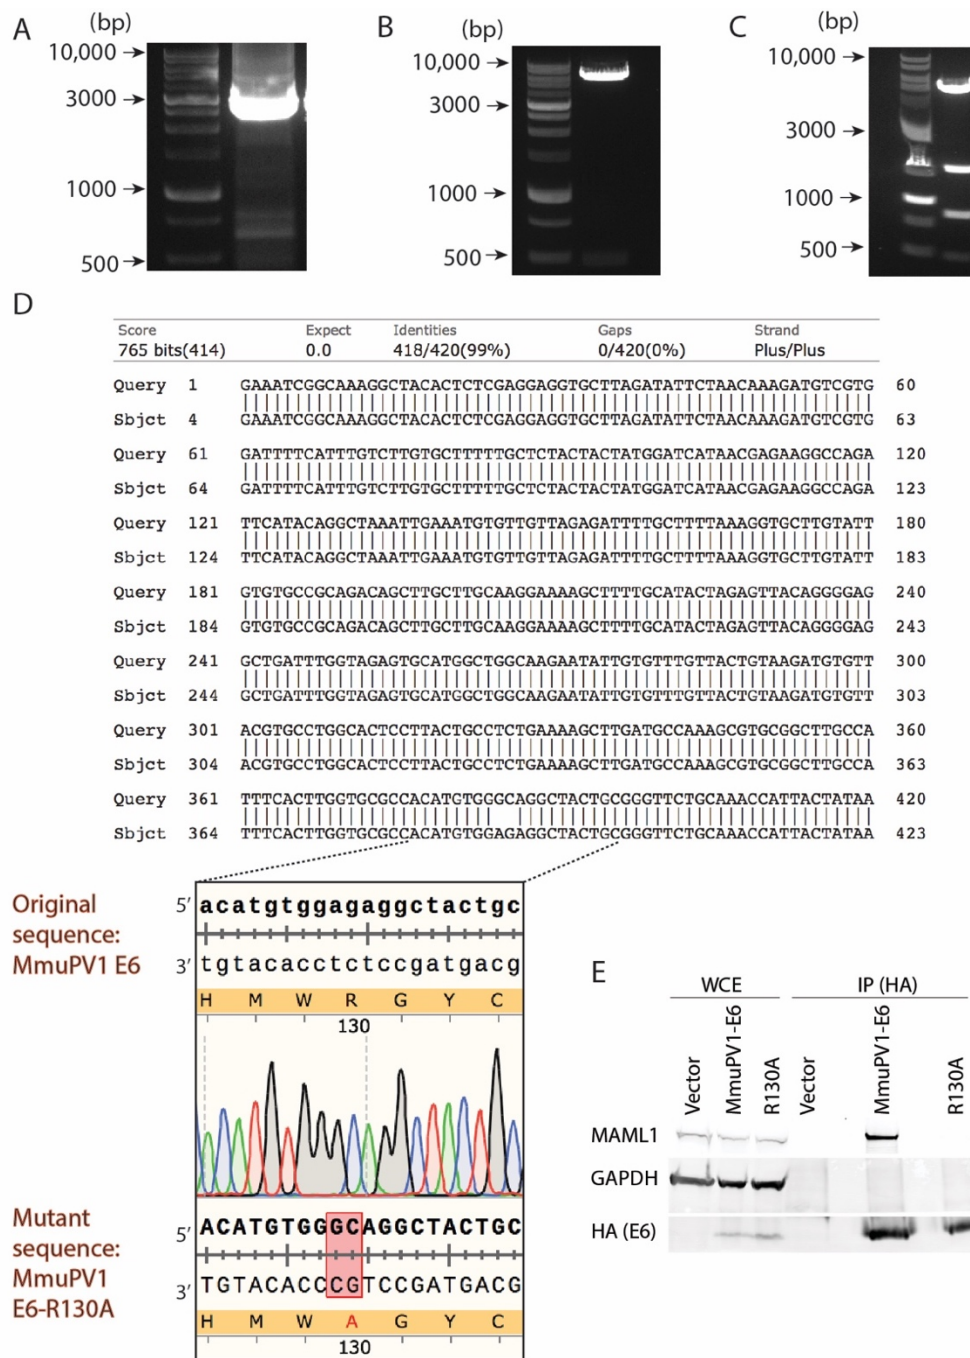 A
(bp)
10,000
3000
1000
500
B
(bp)
10,000
3000
1000
500
C
(bp)
10,000
3000
1000
500
D
Score Expect Identities Gaps Strand
765 bits(414) 0.0 418/420(99%) 0/420(0%) Plus/Plus
Query 1 GAAATCGGCAAAGGCTACACTCTCGAGGAGGTGCTTAGATATTCTAACAAAGATGTCGTG 60
Sbjct 4 GAAATCGGCAAAGGCTACACTCTCGAGGAGGTGCTTAGATATTCTAACAAAGATGTCGTG 63
Query 61 GATTTTCATTTGTCTTGTGCTTTTTGCTCTACTACTATGGATCATAACGAGAAGGCCAGA 120
Sbjct 64 GATTTTCATTTGTCTTGTGCTTTTTGCTCTACTACTATGGATCATAACGAGAAGGCCAGA 123
Query 121 TTCATACAGGCTAAATTGAAATGTGTTGTTAGAGATTTTGCTTTTAAAGGTGCTTGTATT 180
Sbjct 124 TTCATACAGGCTAAATTGAAATGTGTTGTTAGAGATTTTGCTTTTAAAGGTGCTTGTATT 183
Query 181 GTGTGCCGCAGACAGCTTGCTTGCAAGGAAAAGCTTTTGCATACTAGAGTTACAGGGGAG 240
Sbjct 184 GTGTGCCGCAGACAGCTTGCTTGCAAGGAAAAGCTTTTGCATACTAGAGTTACAGGGGAG 243
Query 241 GCTGATTTGGTAGAGTGCATGGCTGGCAAGAATATTGTGTTTGTTACTGTAAGATGTGTT 300
Sbjct 244 GCTGATTTGGTAGAGTGCATGGCTGGCAAGAATATTGTGTTTGTTACTGTAAGATGTGTT 303
Query 301 ACGTGCCTGGCACTCCTTACTGCCTCTGAAAAGCTTGATGCCAAAGCGTGCGGCTTGCCA 360
Sbjct 304 ACGTGCCTGGCACTCCTTACTGCCTCTGAAAAGCTTGATGCCAAAGCGTGCGGCTTGCCA 363
Query 361 TTTCACTTGGTGCGCCACATGTGGGCAGGCTACTGCGGGTTCTGCAAACCATTACTATAA 420
Sbjct 364 TTTCACTTGGTGCGCCACATGTGGAGAGGCTACTGCGGGTTCTGCAAACCATTACTATAA 423
Original
sequence:
MmuPV1 E6
5′ acatgtggagaggctactgc
3′ tgtacacctctccgatgacg
H M W R G Y C
130
Mutant
sequence:
MmuPV1
E6-R130A
5′ ACATGTGGGCAGGCTACTGC
3′ TGTACACCCGTCCGATGACG
H M W A G Y C
130
E
WCE IP (HA)
Vector MmuPV1-E6 R130A Vector MmuPV1-E6 R130A
MAML1
GAPDH
HA (E6)